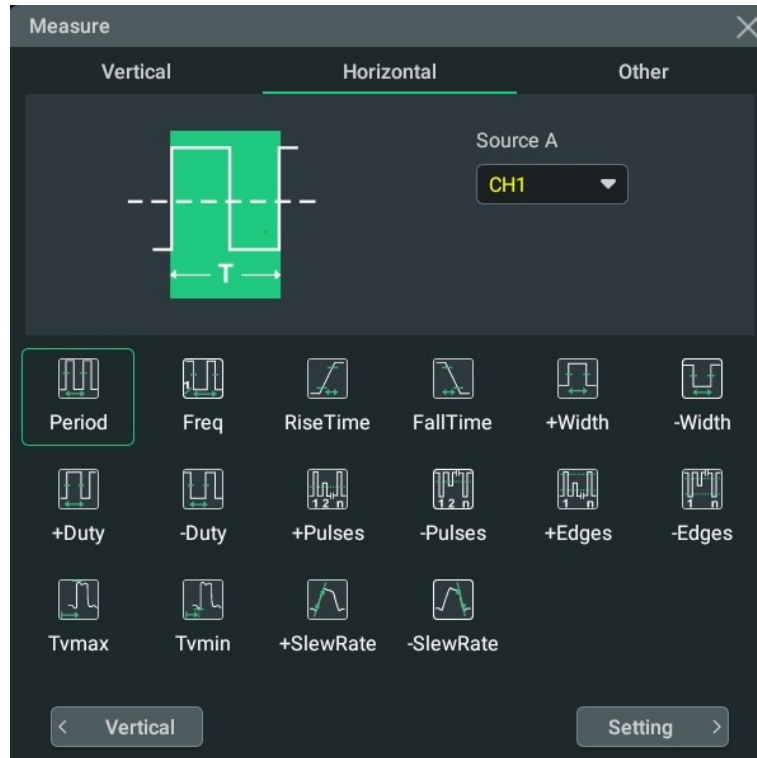 Measure
Vertical Horizontal Other
Source A
CH1
T
Period Freq RiseTime FallTime +Width -Width
+Duty -Duty +Pulses -Pulses +Edges -Edges
Tvmax Tvmin +SlewRate -SlewRate
< Vertical Setting >